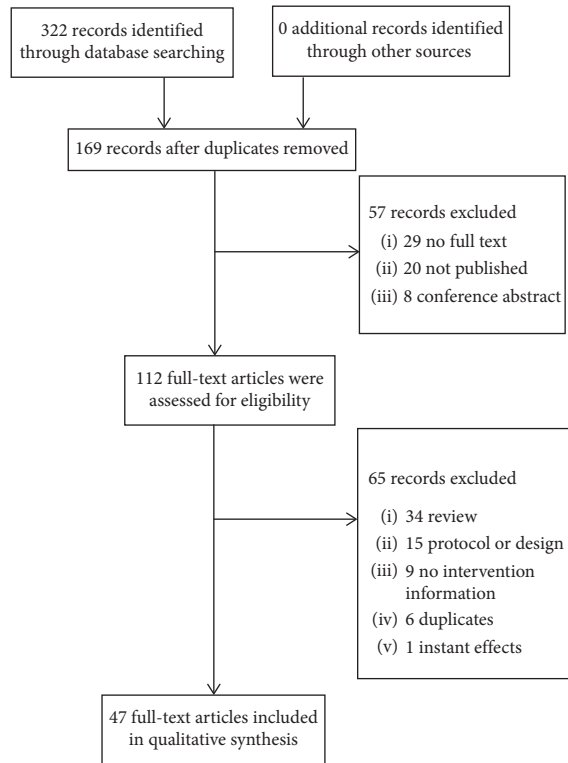 322 records identified
through database searching
0 additional records identified
through other sources
169 records after duplicates removed
57 records excluded
(i) 29 no full text
(ii) 20 not published
(iii) 8 conference abstract
112 full-text articles were
assessed for eligibility
65 records excluded
(i) 34 review
(ii) 15 protocol or design
(iii) 9 no intervention
information
(iv) 6 duplicates
(v) 1 instant effects
47 full-text articles included
in qualitative synthesis